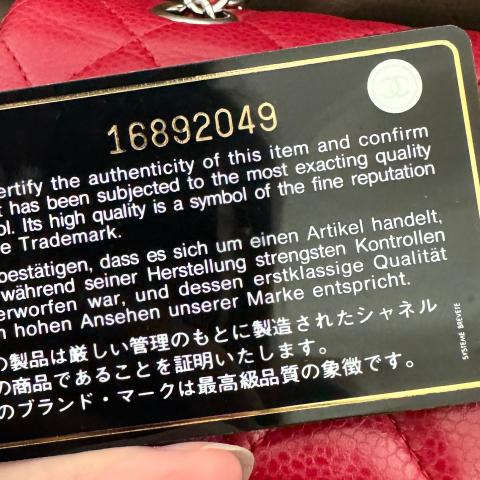 16892049
ertify the authenticity of this item and confirm
t has been subjected to the most exacting quality
ol. Its high quality is a symbol of the fine reputation
e Trademark.
bestätigen, dass es sich um einen Artikel handelt,
während seiner Herstellung strengsten Kontrollen
erworfen war, und dessen erstklassige Qualität
n hohen Ansehen unserer Marke entspricht.
の製品は厳しい管理のもとに製造されたシャネル
の商品であることを証明いたします。
のブランド・マークは最高級品質の象徴です。
SYSTEME BREVETE